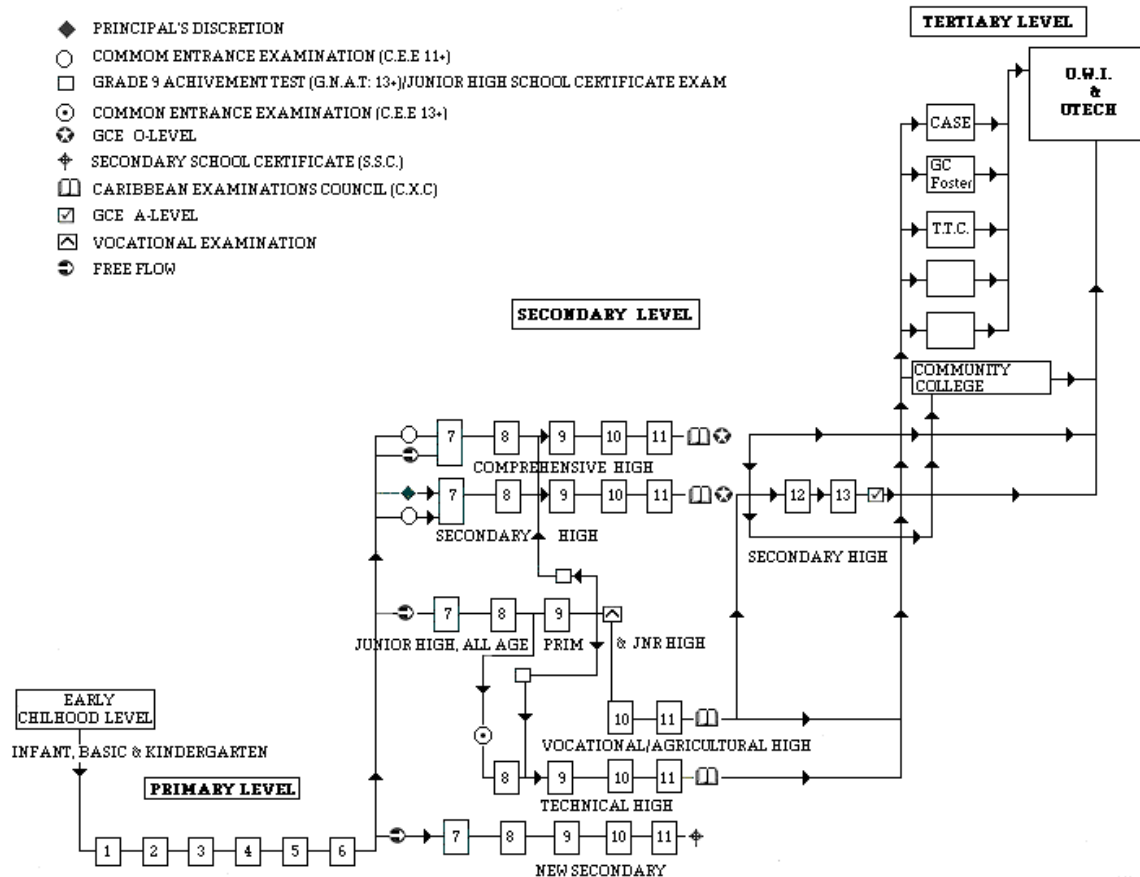 PRINCIPAL'S DISCRETION
COMMOM ENTRANCE EXAMINATION (C.E.E 11+)
GRADE 9 ACHIVEMENT TEST (G.N.A.T: 13+)/JUNIOR HIGH SCHOOL CERTIFICATE EXAM
COMMON ENTRANCE EXAMINATION (C.E.E 13+)
GCE O-LEVEL
SECONDARY SCHOOL CERTIFICATE (S.S.C.)
CARIBBEAN EXAMINATIONS COUNCIL (C.X.C)
GCE A-LEVEL
VOCATIONAL EXAMINATION
FREE FLOW
TERTIARY LEVEL
U.W.I.
&
UTECH
CASE
GC
Foster
T.T.C.
COMMUNITY
COLLEGE
SECONDARY LEVEL
7 8 9 10 11
COMPREHENSIVE HIGH
7 8 9 10 11
SECONDARY HIGH
12 13
SECONDARY HIGH
7 8 9
JUNIOR HIGH, ALL AGE PRIM & JNR HIGH
10 11
VOCATIONAL/AGRICULTURAL HIGH
8 9 10 11
TECHNICAL HIGH
EARLY
CHILHOOD LEVEL
INFANT, BASIC & KINDERGARTEN
PRIMARY LEVEL
1 2 3 4 5 6
7 8 9 10 11
NEW SECONDARY